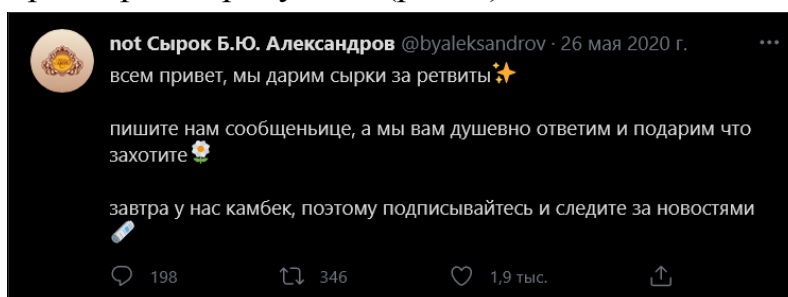 not Сырок Б.Ю. Александров @byaleksandrov · 26 мая 2020 г.
всем привет, мы дарим сырки за ретвиты✨
пишите нам сообщеньице, а мы вам душевно ответим и подарим что
захотите🌼
завтра у нас камбек, поэтому подписывайтесь и следите за новостями
🗞️
198 346 1,9 тыс.